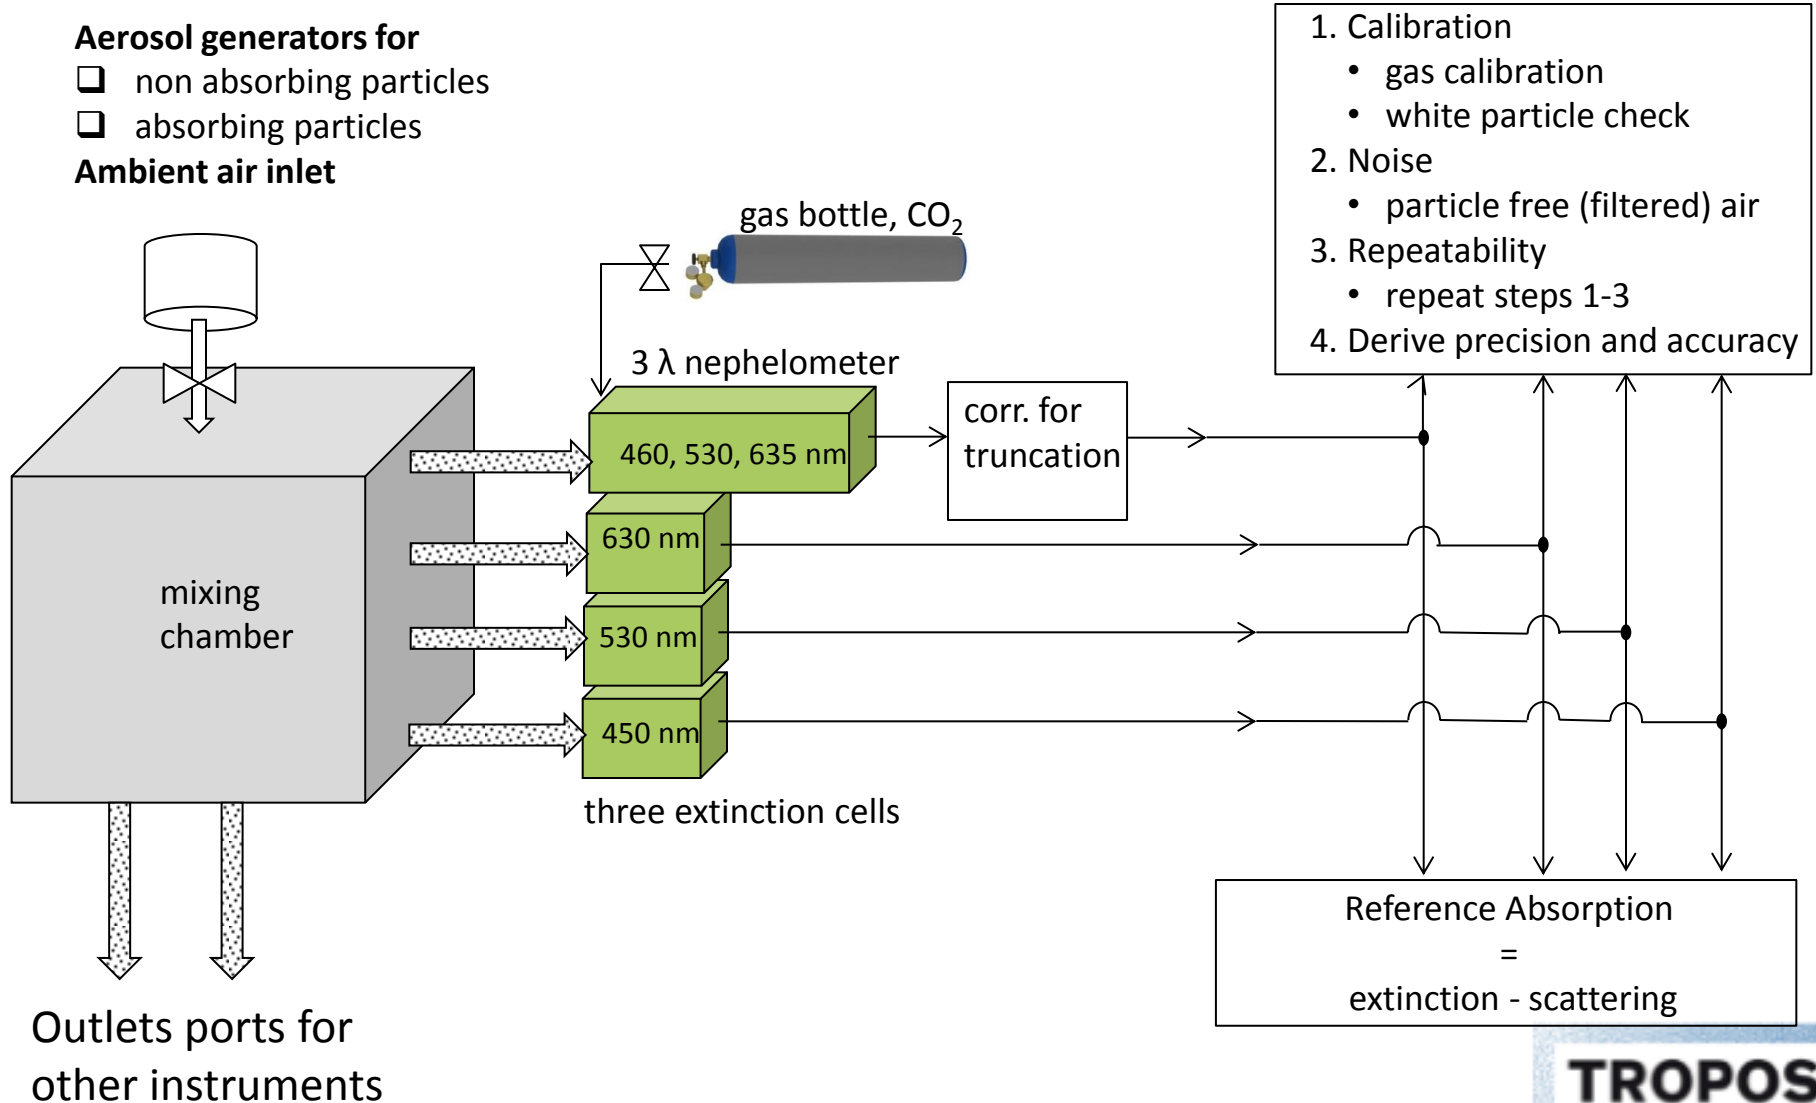 Aerosol generators for
❑ non absorbing particles
❑ absorbing particles
Ambient air inlet
gas bottle, CO₂
3 λ nephelometer
460, 530, 635 nm
630 nm
530 nm
450 nm
three extinction cells
mixing
chamber
Outlets ports for
other instruments
corr. for
truncation
1. Calibration
• gas calibration
• white particle check
2. Noise
• particle free (filtered) air
3. Repeatability
• repeat steps 1-3
4. Derive precision and accuracy
Reference Absorption
=
extinction - scattering
TROPOS